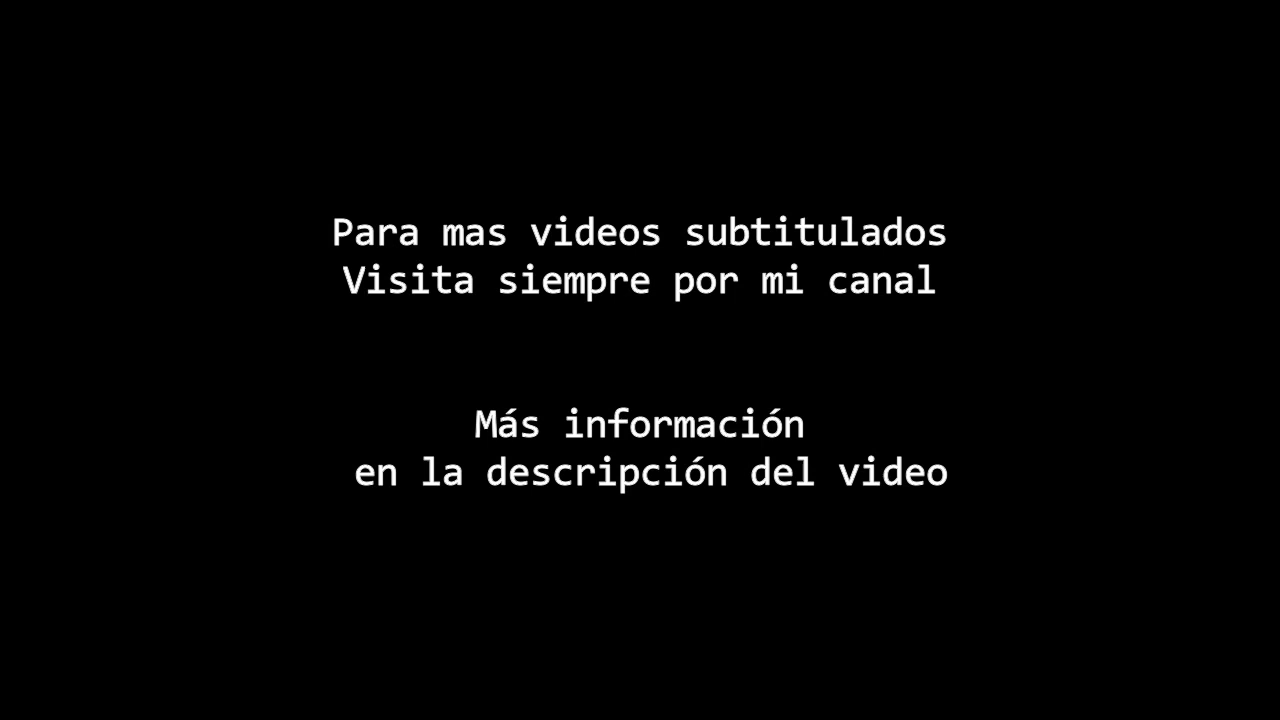 Para mas videos subtitulados
Visita siempre por mi canal
Más información
en la descripción del video